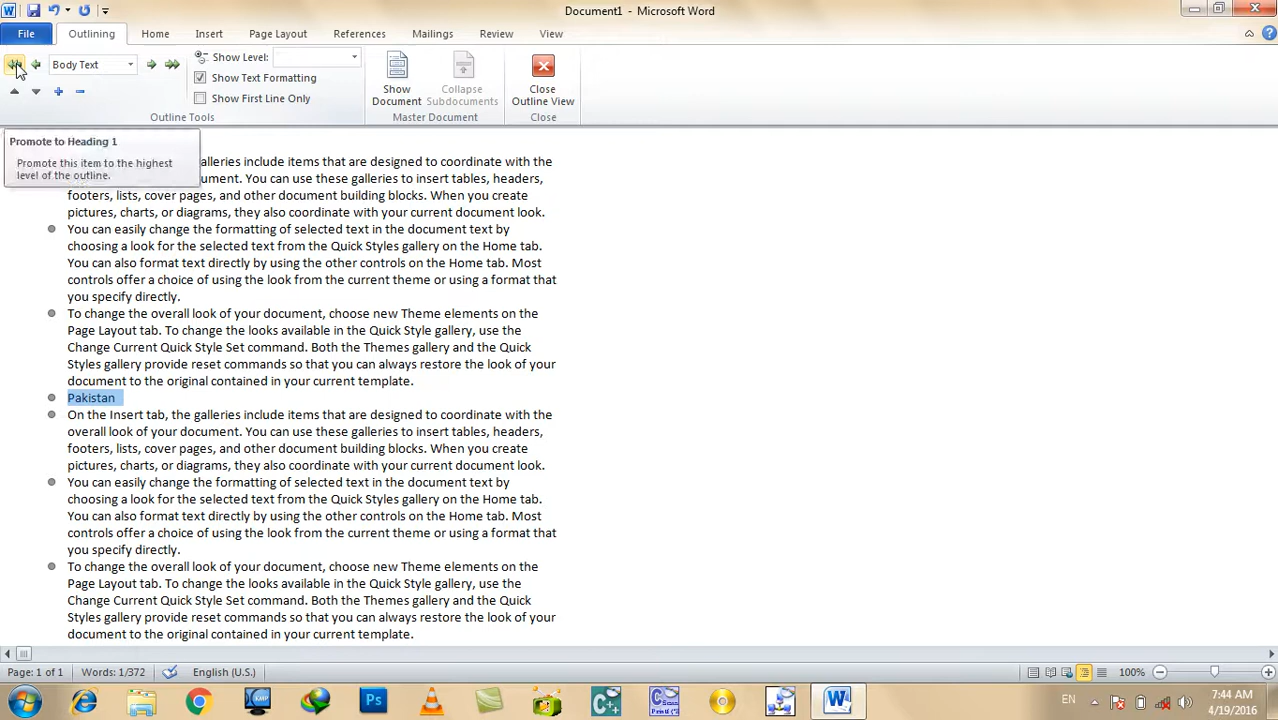 Document1 - Microsoft Word
File Outlining Home Insert Page Layout References Mailings Review View
Body Text
Show Level:
Show Text Formatting
Show First Line Only
Outline Tools
Show Document
Collapse Subdocuments
Master Document
Close Outline View
Close
Promote to Heading 1
Promote this item to the highest
level of the outline.
alleries include items that are designed to coordinate with the
ument. You can use these galleries to insert tables, headers,
footers, lists, cover pages, and other document building blocks. When you create
pictures, charts, or diagrams, they also coordinate with your current document look.
You can easily change the formatting of selected text in the document text by
choosing a look for the selected text from the Quick Styles gallery on the Home tab.
You can also format text directly by using the other controls on the Home tab. Most
controls offer a choice of using the look from the current theme or using a format that
you specify directly.
To change the overall look of your document, choose new Theme elements on the
Page Layout tab. To change the looks available in the Quick Style gallery, use the
Change Current Quick Style Set command. Both the Themes gallery and the Quick
Styles gallery provide reset commands so that you can always restore the look of your
document to the original contained in your current template.
Pakistan
On the Insert tab, the galleries include items that are designed to coordinate with the
overall look of your document. You can use these galleries to insert tables, headers,
footers, lists, cover pages, and other document building blocks. When you create
pictures, charts, or diagrams, they also coordinate with your current document look.
You can easily change the formatting of selected text in the document text by
choosing a look for the selected text from the Quick Styles gallery on the Home tab.
You can also format text directly by using the other controls on the Home tab. Most
controls offer a choice of using the look from the current theme or using a format that
you specify directly.
To change the overall look of your document, choose new Theme elements on the
Page Layout tab. To change the looks available in the Quick Style gallery, use the
Change Current Quick Style Set command. Both the Themes gallery and the Quick
Styles gallery provide reset commands so that you can always restore the look of your
document to the original contained in your current template.
Page: 1 of 1 Words: 1/372 English (U.S.) 100%
EN 7:44 AM
4/19/2016